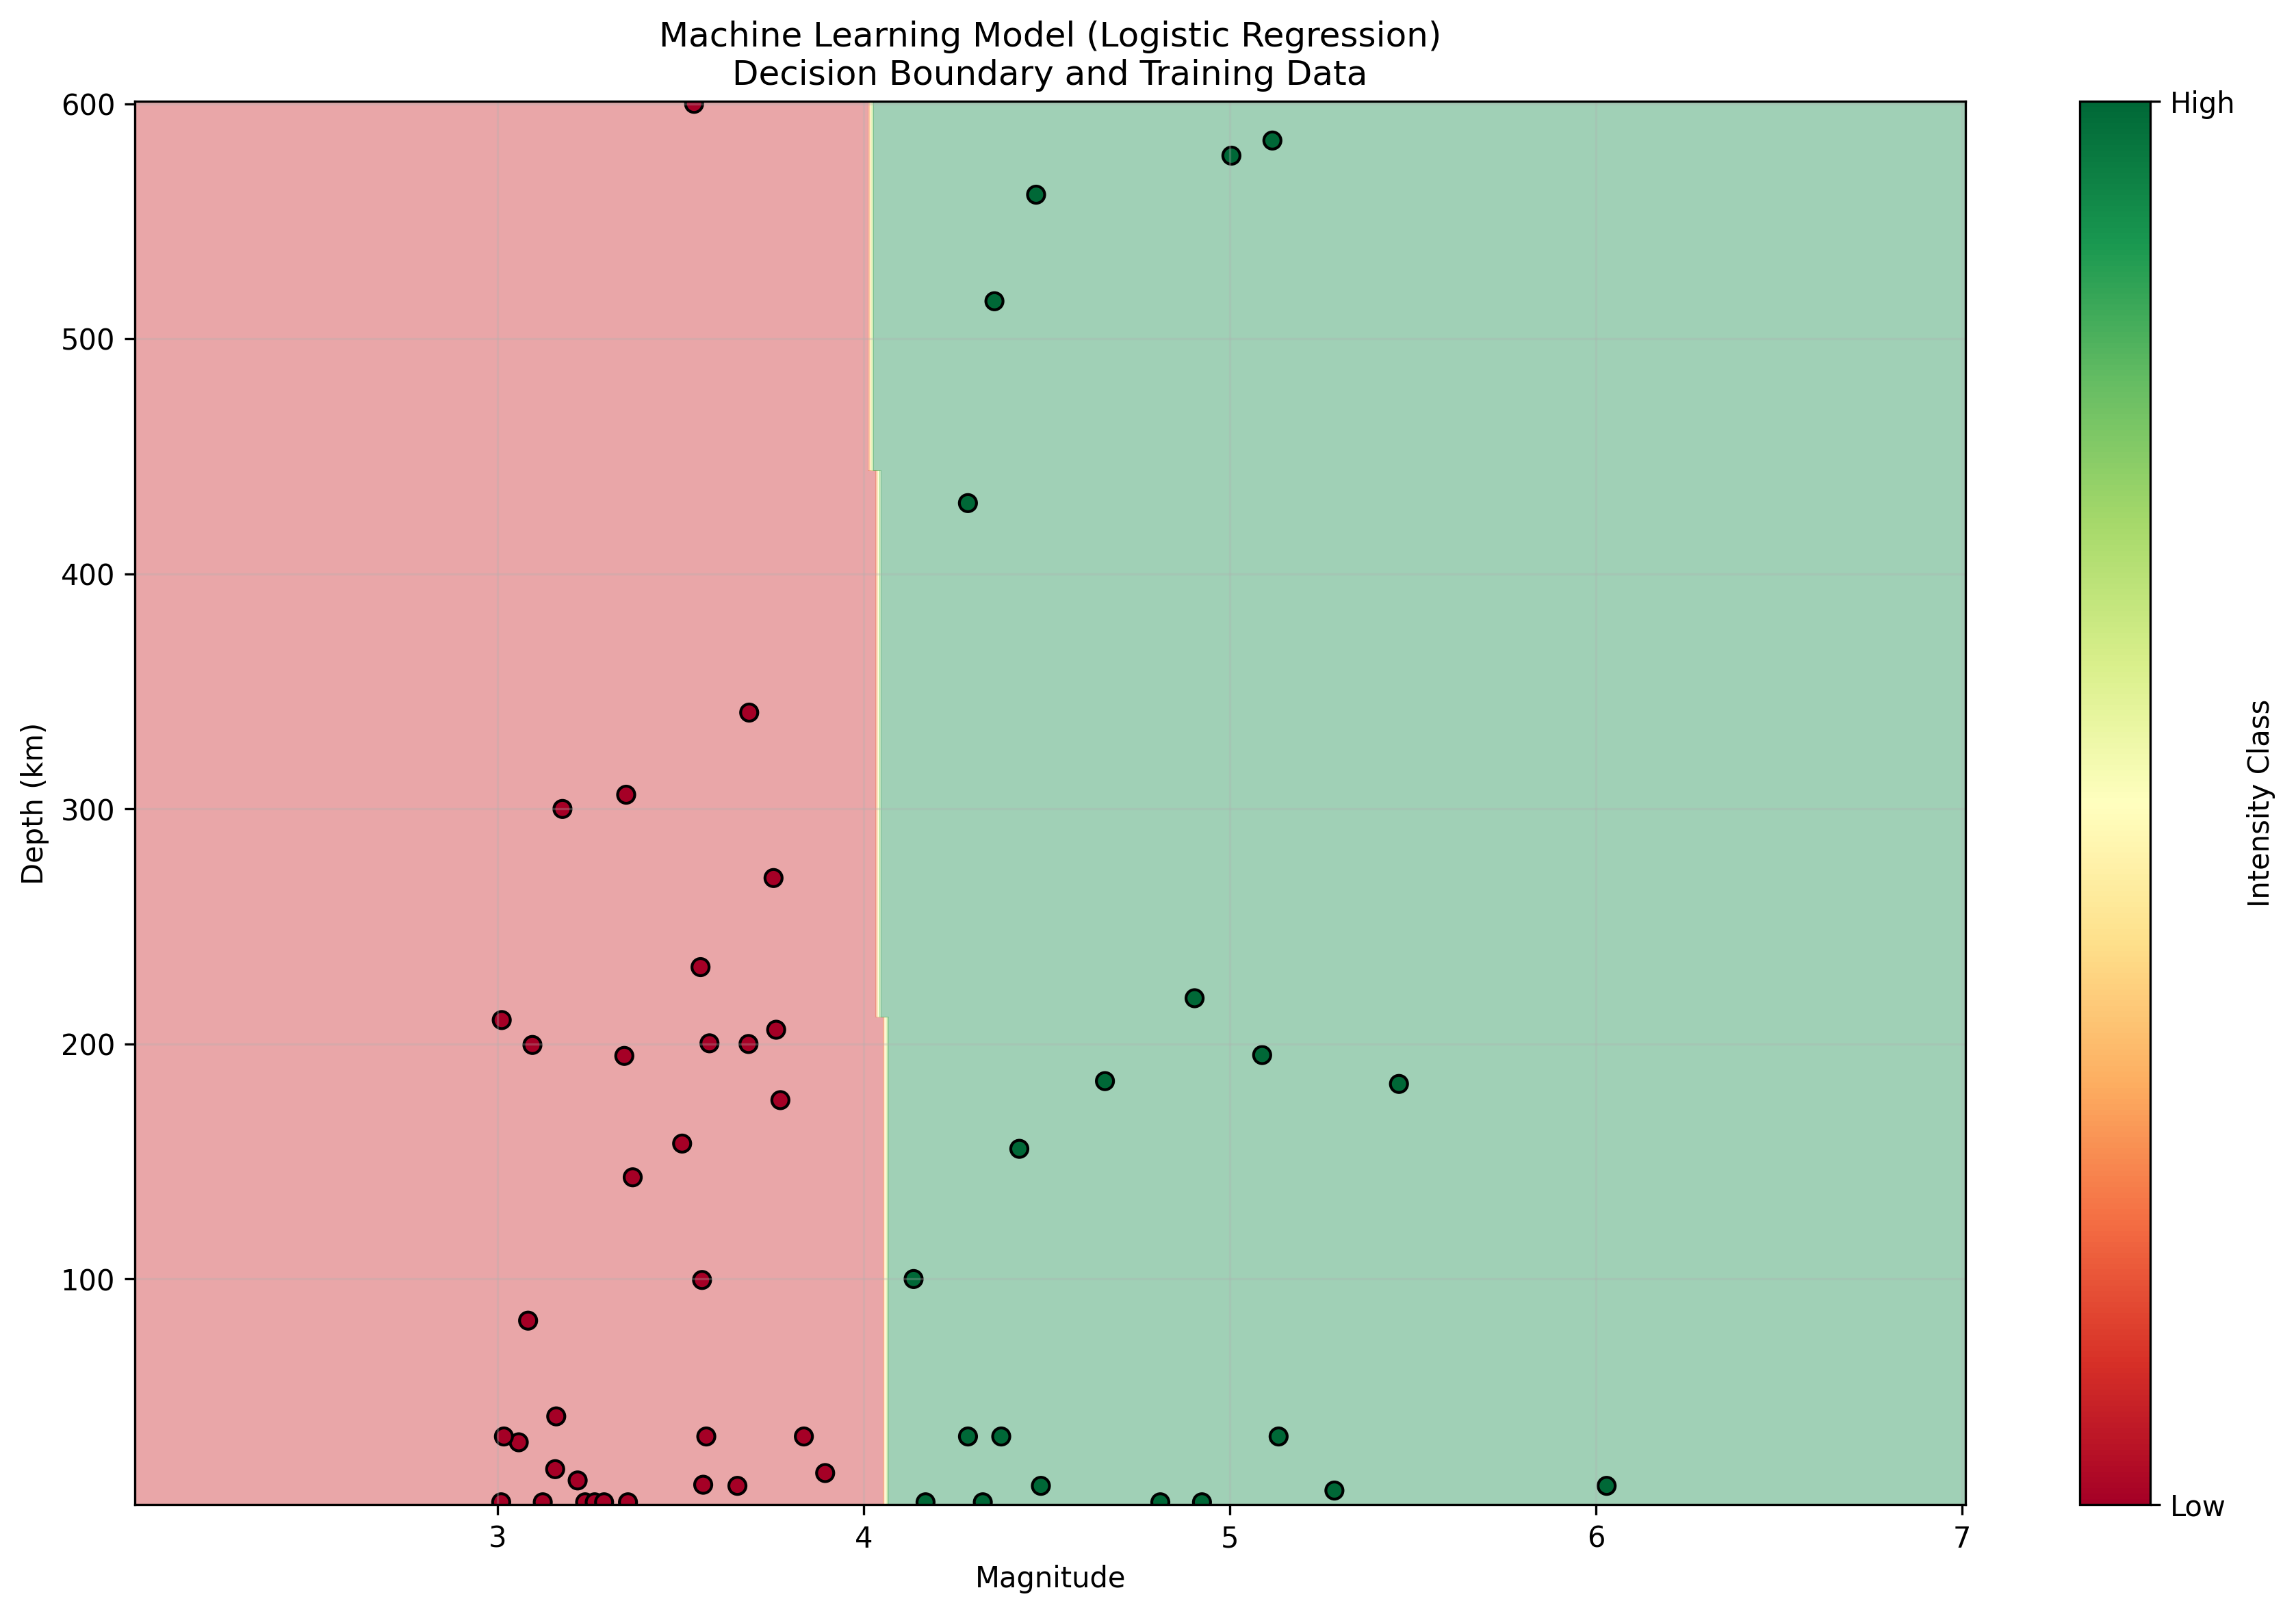 Machine Learning Model (Logistic Regression)
Decision Boundary and Training Data
600
500
400
300
200
100
Depth (km)
3
4
5
6
7
Magnitude
High
Low
Intensity Class